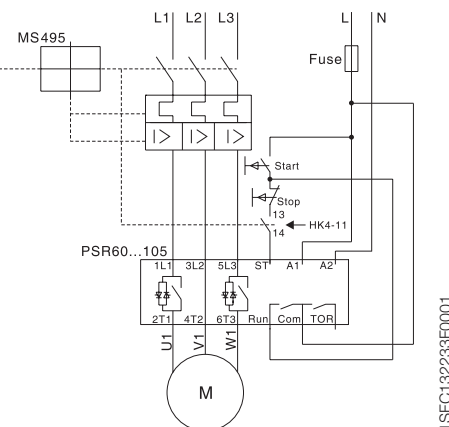 L1 L2 L3 L N
MS495
Fuse
I> I> I>
Start
Stop
13
14
HK4-11
PSR60...105
1L1 3L2 5L3 ST A1 A2
2T1 4T2 6T3 Run Com TOR
U1 V1 W1
M
1SFC132233F0001